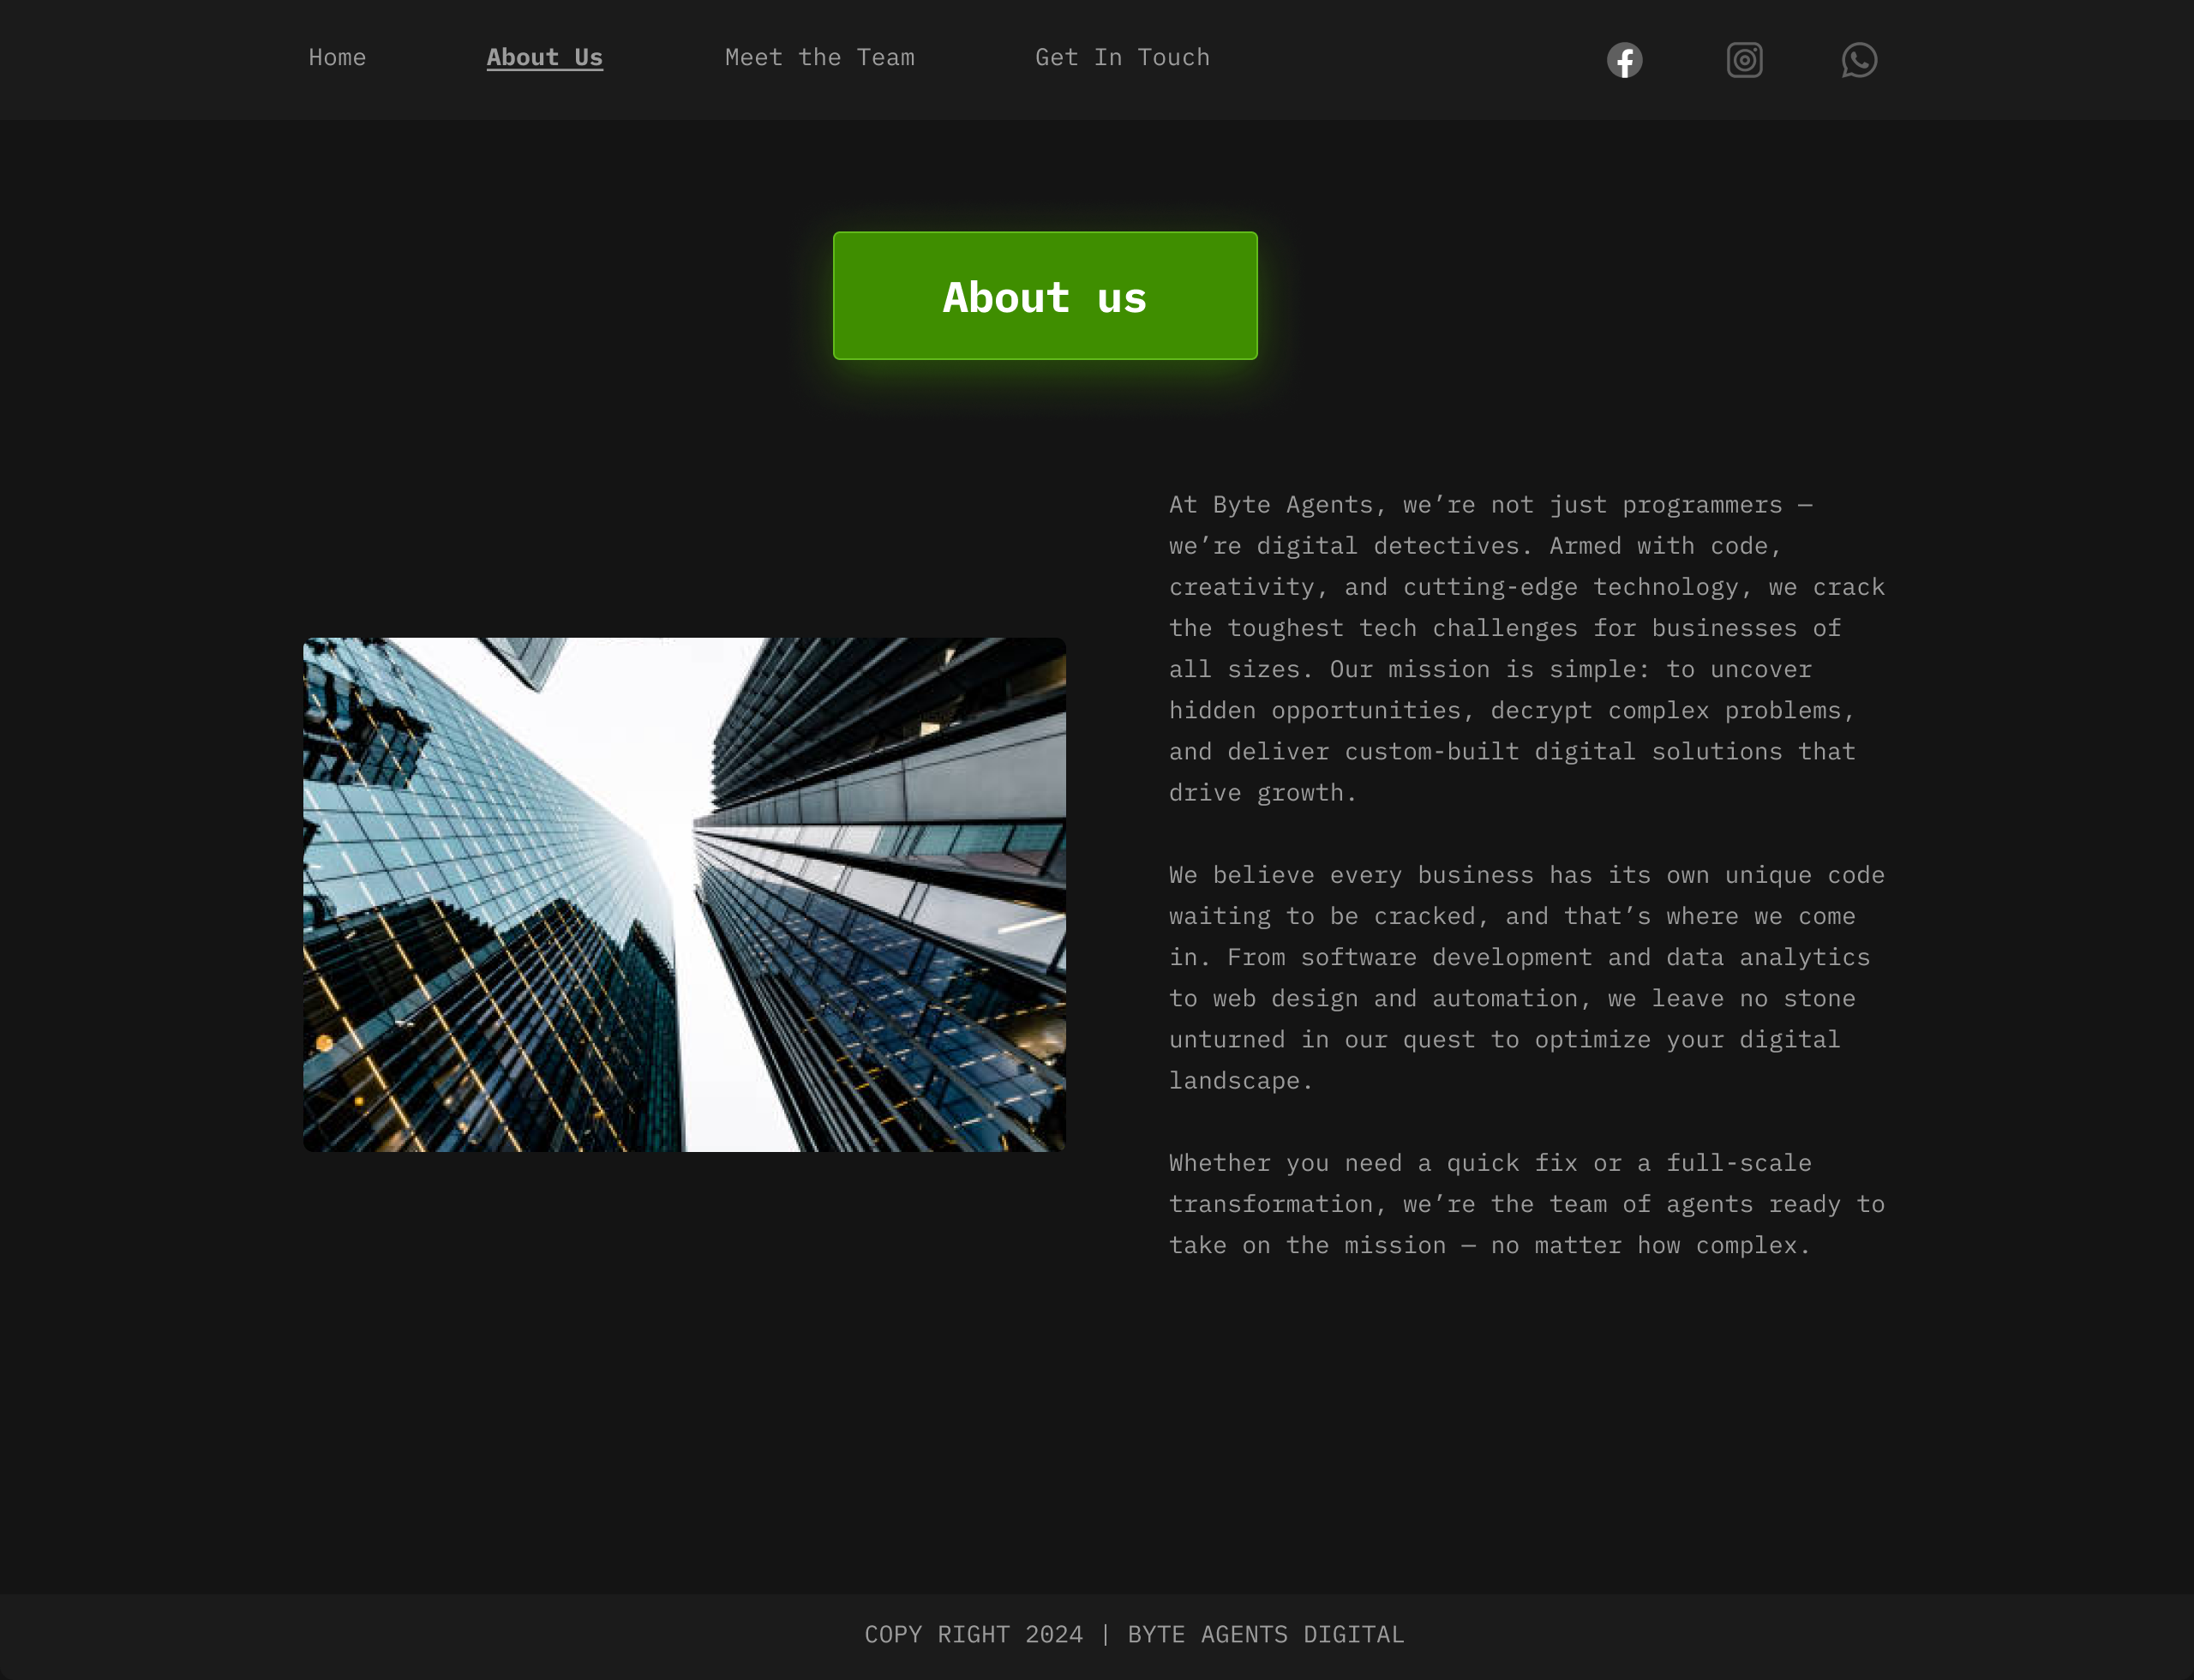 Home
About Us
Meet the Team
Get In Touch
About us
At Byte Agents, we’re not just programmers —
we’re digital detectives. Armed with code,
creativity, and cutting-edge technology, we crack
the toughest tech challenges for businesses of
all sizes. Our mission is simple: to uncover
hidden opportunities, decrypt complex problems,
and deliver custom-built digital solutions that
drive growth.
We believe every business has its own unique code
waiting to be cracked, and that’s where we come
in. From software development and data analytics
to web design and automation, we leave no stone
unturned in our quest to optimize your digital
landscape.
Whether you need a quick fix or a full-scale
transformation, we’re the team of agents ready to
take on the mission — no matter how complex.
COPY RIGHT 2024 | BYTE AGENTS DIGITAL